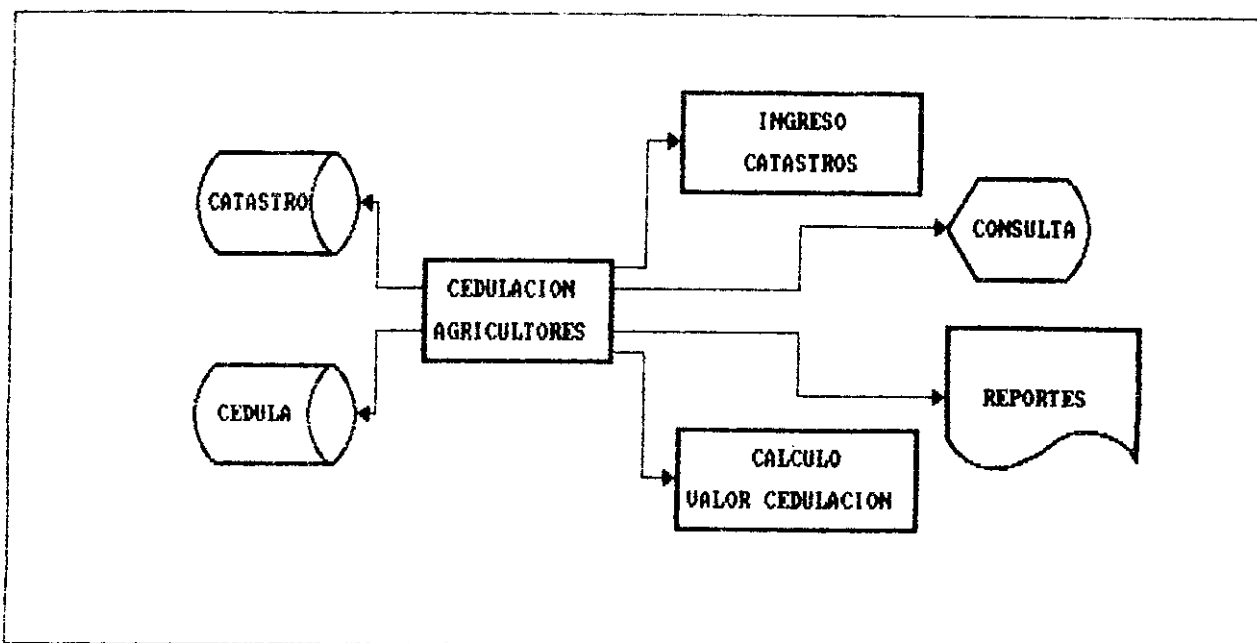 INGRESO
CATASTROS
CATASTRO
CONSULTA
CEDULACION
AGRICULTORES
CEDULA
REPORTES
CALCULO
VALOR CEDULACION